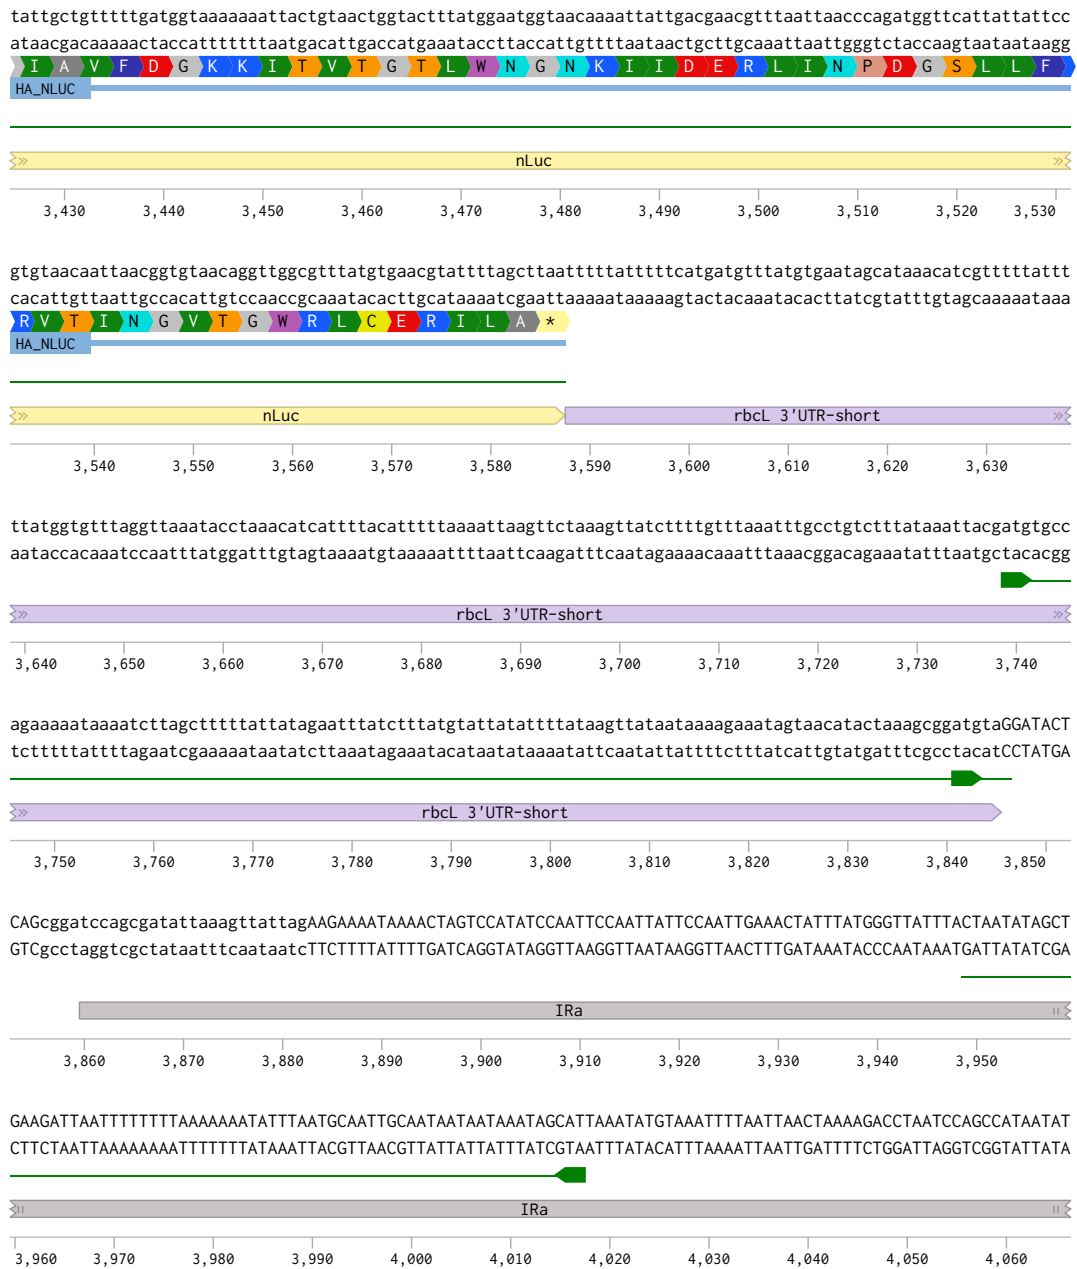 tattgctgtttttgatggtaaaaaaattactgtaactggtactttatggaatggtaacaaaattattgacgaacgtttaattaacccagatggttcattattattcc
ataacgacaaaaactaccatttttttaatgacattgaccatgaaataccttaccattgttttaataactgcttgcaaattaattgggtctaccaagtaataataagg
I A V F D G K K I T V T G T L W N G N K I I D E R L I N P D G S L L F
HA_NLUC
nLuc
3,430 3,440 3,450 3,460 3,470 3,480 3,490 3,500 3,510 3,520 3,530
gtgtaacaattaacggtgtaacaggttggcgtttatgtgaacgtattttagcttaatttttatttttcatgatgtttatgtgaatagcataaacatcgtttttattt
cacattgttaattgccacattgtccaaccgcaaatacacttgcataaaatcgaattaaaaataaaaagtactacaaatacacttatcgtatttgtagcaaaaataaa
R V T I N G V T G W R L C E R I L A *
HA_NLUC
nLuc rbcL 3'UTR-short
3,540 3,550 3,560 3,570 3,580 3,590 3,600 3,610 3,620 3,630
ttatggtgtttaggttaaatacctaaacatcattttacatttttaaaattaagttctaaagttatcttttgtttaaatttgcctgtctttataaattacgatgtgcc
aataccacaaatccaatttatggatttgtagtaaaatgtaaaaattttaattcaagatttcaatagaaaacaaatttaaacggacagaaatatttaatgctacacgg
rbcL 3'UTR-short
3,640 3,650 3,660 3,670 3,680 3,690 3,700 3,710 3,720 3,730 3,740
agaaaaataaaatcttagctttttattatagaatttatctttatgtattatattttataagttataataaaagaaatagtaacatactaaagcggatgtaGGATACT
tctttttattttagaatcgaaaaataatatcttaaatagaaatacataatataaaatattcaatattattttctttatcattgtatgatttcgcctacatCCTATGA
rbcL 3'UTR-short
3,750 3,760 3,770 3,780 3,790 3,800 3,810 3,820 3,830 3,840 3,850
CAGcggatccagcgatattaaagttattagAAGAAAATAAAACTAGTCCATATCCAATTCCAATTATTCCAATTGAAACTATTTATGGGTTATTTACTAATATAGCT
GTCgcctaggtcgctataatttcaataatcTTCTTTTATTTTGATCAGGTATAGGTTAAGGTTAATAAGGTTAACTTTGATAAATACCCAATAAATGATTATATCGA
IRa
3,860 3,870 3,880 3,890 3,900 3,910 3,920 3,930 3,940 3,950
GAAGATTAATTTTTTTTTAAAAAAATATTTAATGCAATTGCAATAATAATAAATAGCATTAAATATGTAAATTTTAATTAACTAAAAGACCTAATCCAGCCATAATAT
CTTCTAATTAAAAAAAAATTTTTTTATAAATTACGTTAACGTTATTATTATTTATCGTAATTTATACATTTAAAATTAATTGATTTTCTGGATTAGGTCGGTATTATA
IRa
3,960 3,970 3,980 3,990 4,000 4,010 4,020 4,030 4,040 4,050 4,060